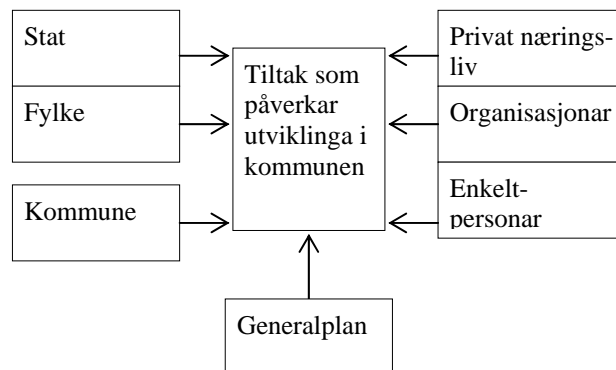 Stat
Fylke
Kommune
Tiltak som
påverkar
utviklinga i
kommunen
Privat nærings-
liv
Organisasjonar
Enkelt-
personar
Generalplan